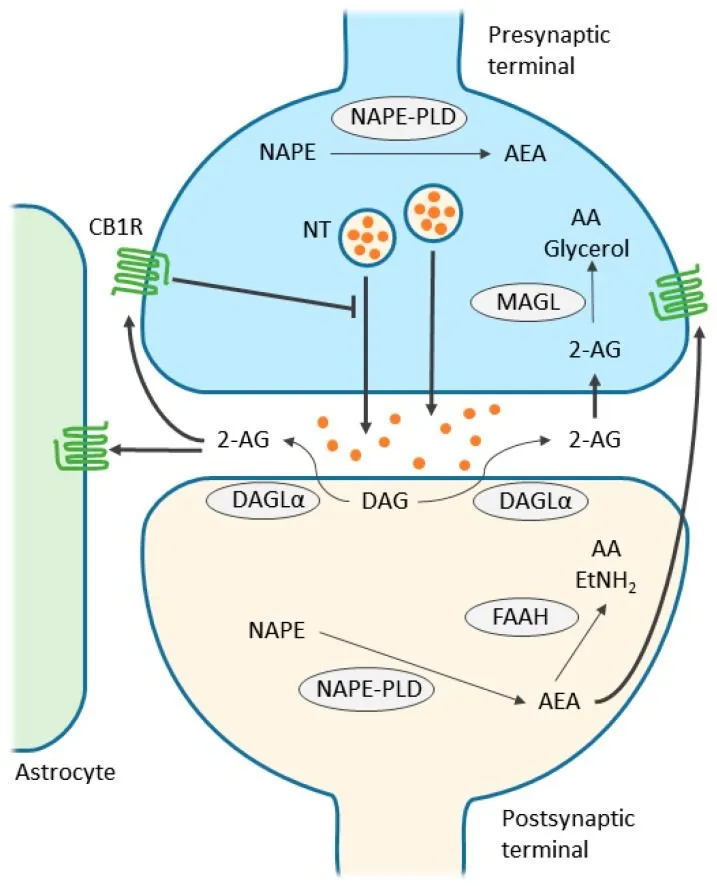 Presynaptic
terminal
NAPE-PLD
NAPE
AEA
CB1R
NT
AA
Glycerol
MAGL
2-AG
2-AG
2-AG
DAGLα
DAG
DAGLα
AA
EtNH₂
FAAH
NAPE
NAPE-PLD
AEA
Astrocyte
Postsynaptic
terminal